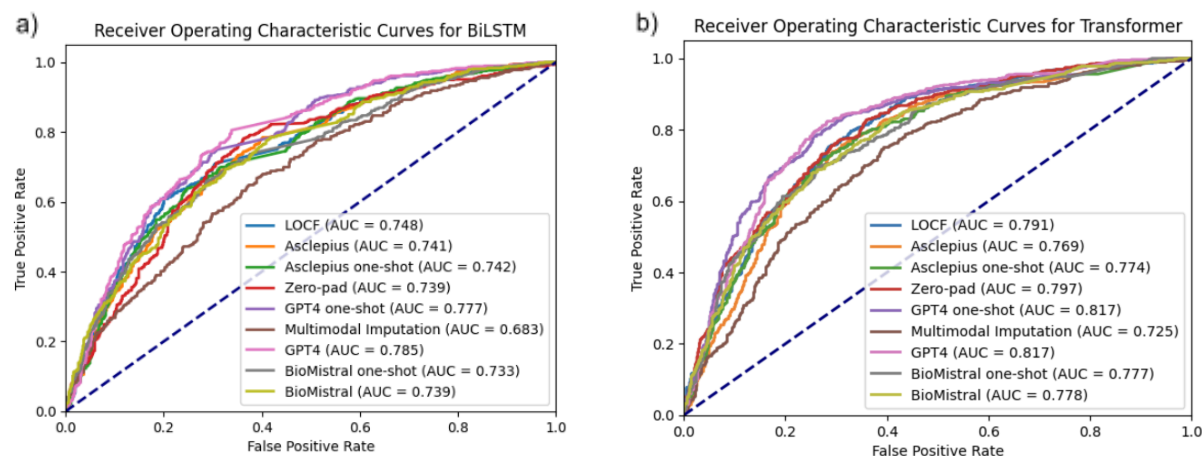 a)
Receiver Operating Characteristic Curves for BiLSTM
True Positive Rate
1.0
0.8
0.6
0.4
0.2
0.0
LOCF (AUC = 0.748)
Asclepius (AUC = 0.741)
Asclepius one-shot (AUC = 0.742)
Zero-pad (AUC = 0.739)
GPT4 one-shot (AUC = 0.777)
Multimodal Imputation (AUC = 0.683)
GPT4 (AUC = 0.785)
BioMistral one-shot (AUC = 0.733)
BioMistral (AUC = 0.739)
0.0 0.2 0.4 0.6 0.8 1.0
False Positive Rate
b)
Receiver Operating Characteristic Curves for Transformer
True Positive Rate
1.0
0.8
0.6
0.4
0.2
0.0
LOCF (AUC = 0.791)
Asclepius (AUC = 0.769)
Asclepius one-shot (AUC = 0.774)
Zero-pad (AUC = 0.797)
GPT4 one-shot (AUC = 0.817)
Multimodal Imputation (AUC = 0.725)
GPT4 (AUC = 0.817)
BioMistral one-shot (AUC = 0.777)
BioMistral (AUC = 0.778)
0.0 0.2 0.4 0.6 0.8 1.0
False Positive Rate